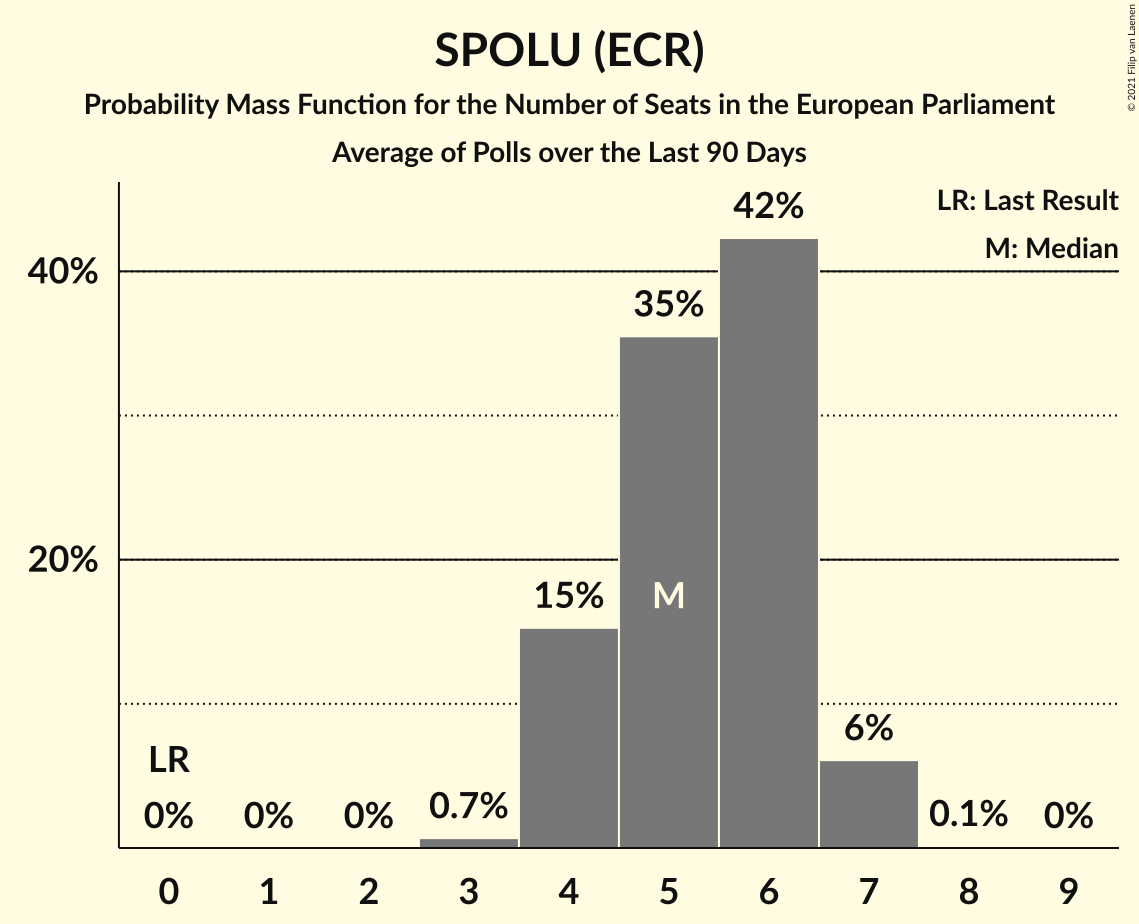 SPOLU (ECR)
Probability Mass Function for the Number of Seats in the European Parliament
Average of Polls over the Last 90 Days
© 2021 Filip van Laenen
LR: Last Result
M: Median
42%
40%
35%
20%
15%
M
6%
LR
0%
0%
0%
0.7%
0.1%
0%
0 1 2 3 4 5 6 7 8 9